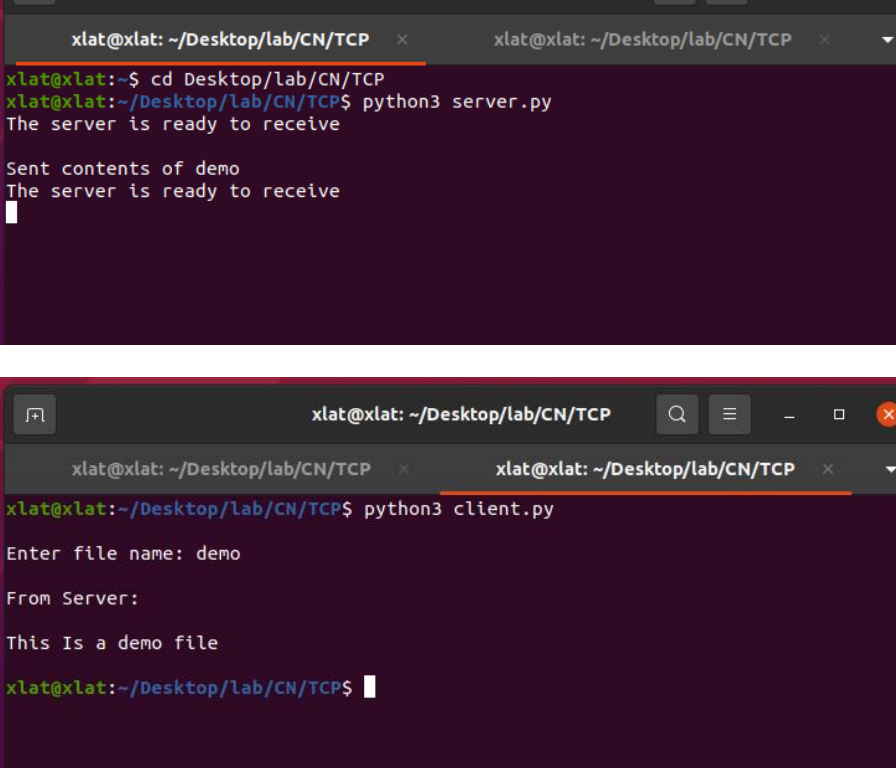 xlat@xlat: ~/Desktop/lab/CN/TCP × xlat@xlat: ~/Desktop/lab/CN/TCP ×
xlat@xlat:~$ cd Desktop/lab/CN/TCP
xlat@xlat:~/Desktop/lab/CN/TCP$ python3 server.py
The server is ready to receive
Sent contents of demo
The server is ready to receive
xlat@xlat: ~/Desktop/lab/CN/TCP
xlat@xlat: ~/Desktop/lab/CN/TCP × xlat@xlat: ~/Desktop/lab/CN/TCP ×
xlat@xlat:~/Desktop/lab/CN/TCP$ python3 client.py
Enter file name: demo
From Server:
This Is a demo file
xlat@xlat:~/Desktop/lab/CN/TCP$